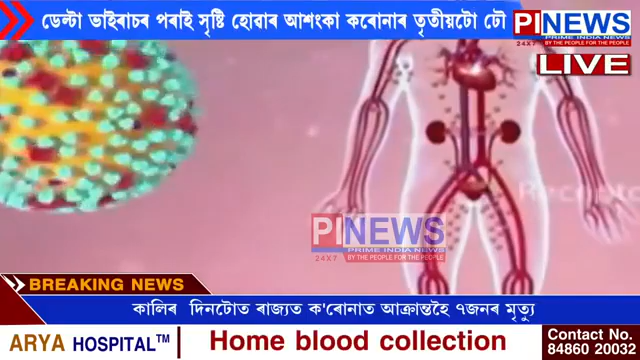 ডেল্টা ভাইৰাচৰ পৰাই সৃষ্টি হোৱাৰ আশংকা কৰোনাৰ তৃতীয়টো ঢৌ
PI NEWS
24X7 PRIME INDIA NEWS
BY THE PEOPLE FOR THE PEOPLE
LIVE
Recepto
PI NEWS
PRIME INDIA NEWS
24X7 BY THE PEOPLE FOR THE PEOPLE
BREAKING NEWS
কালিৰ দিনটোত ৰাজ্যত ক'ৰোনাত আক্ৰান্তহৈ ৭জনৰ মৃত্যু
ARYA HOSPITAL™
Home blood collection
Contact No.
84860 20032